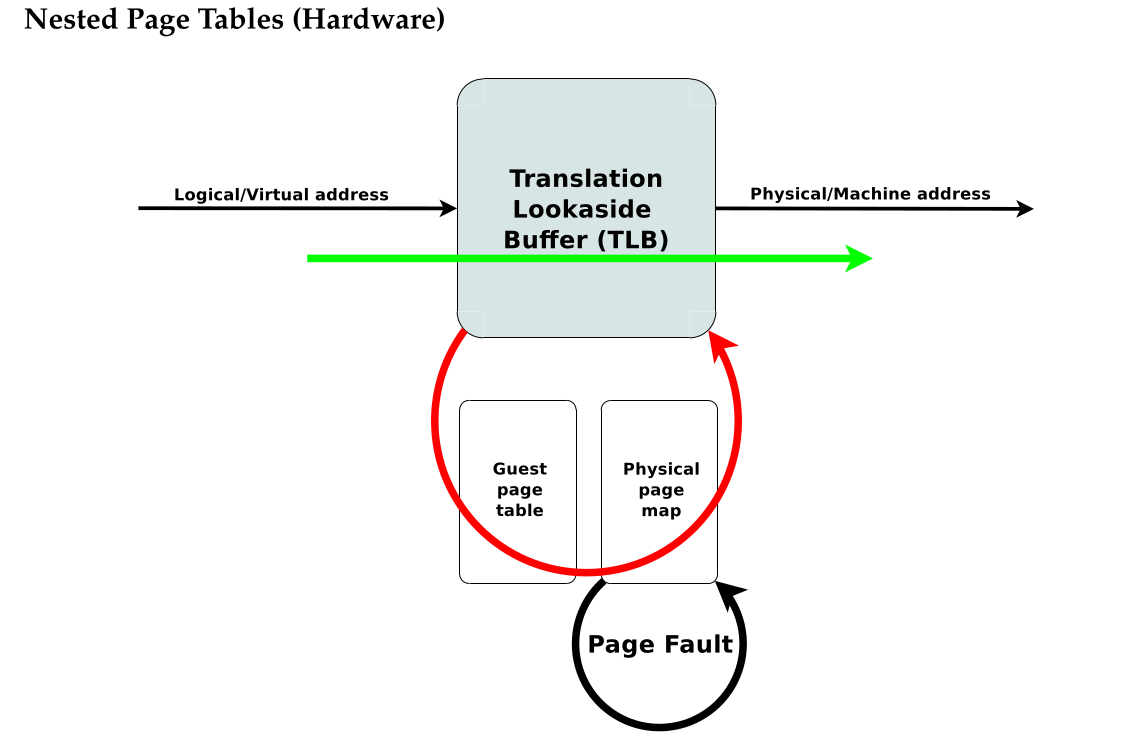 Nested Page Tables (Hardware)
Logical/Virtual address
Translation
Lookaside
Buffer (TLB)
Physical/Machine address
Guest
page
table
Physical
page
map
Page Fault